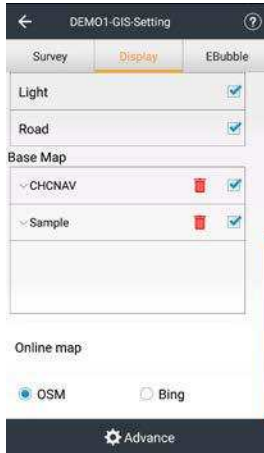 DEMO1-GIS-Setting
Survey Display EBubble
Light
Road
Base Map
CHCNAV
Sample
Online map
OSM Bing
Advance